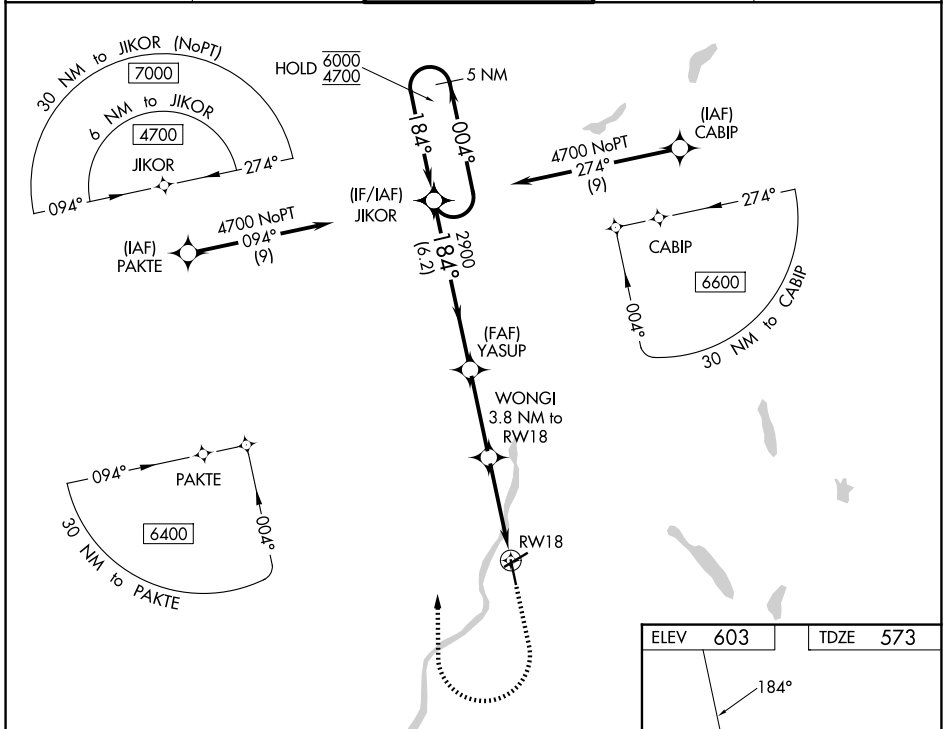 30 NM to JIKOR (NoPT)
7000
6 NM to JIKOR
4700
JIKOR
094°
274°
HOLD 6000
4700
5 NM
184°
004°
(IF/IAF)
JIKOR
(IAF)
CABIP
4700 NoPT
274°
(9)
(IAF)
PAKTE
4700 NoPT
094°
(9)
2900
184°
(6.2)
274°
CABIP
6600
004°
30 NM to CABIP
(FAF)
YASUP
WONGI
3.8 NM to
RW18
094°
PAKTE
6400
004°
30 NM to PAKTE
RW18
ELEV 603
TDZE 573
184°